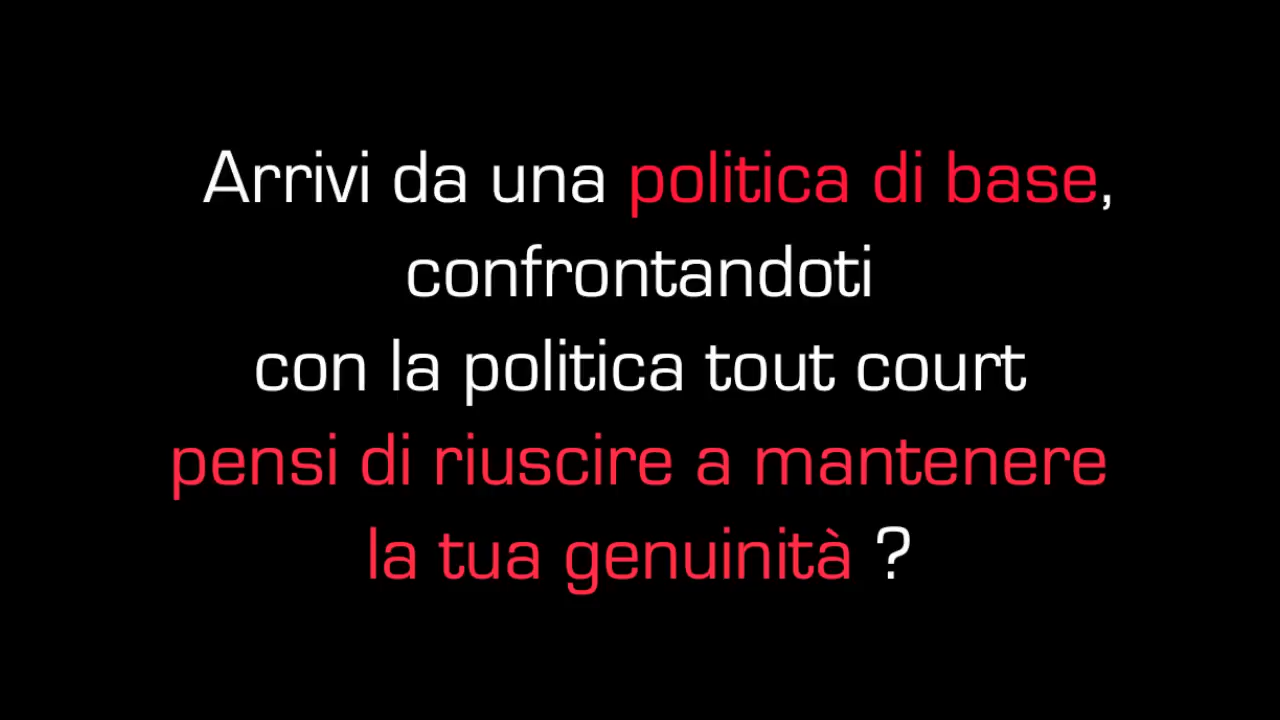 Arrivi da una politica di base,
confrontandoti
con la politica tout court
pensi di riuscire a mantenere
la tua genuinità ?